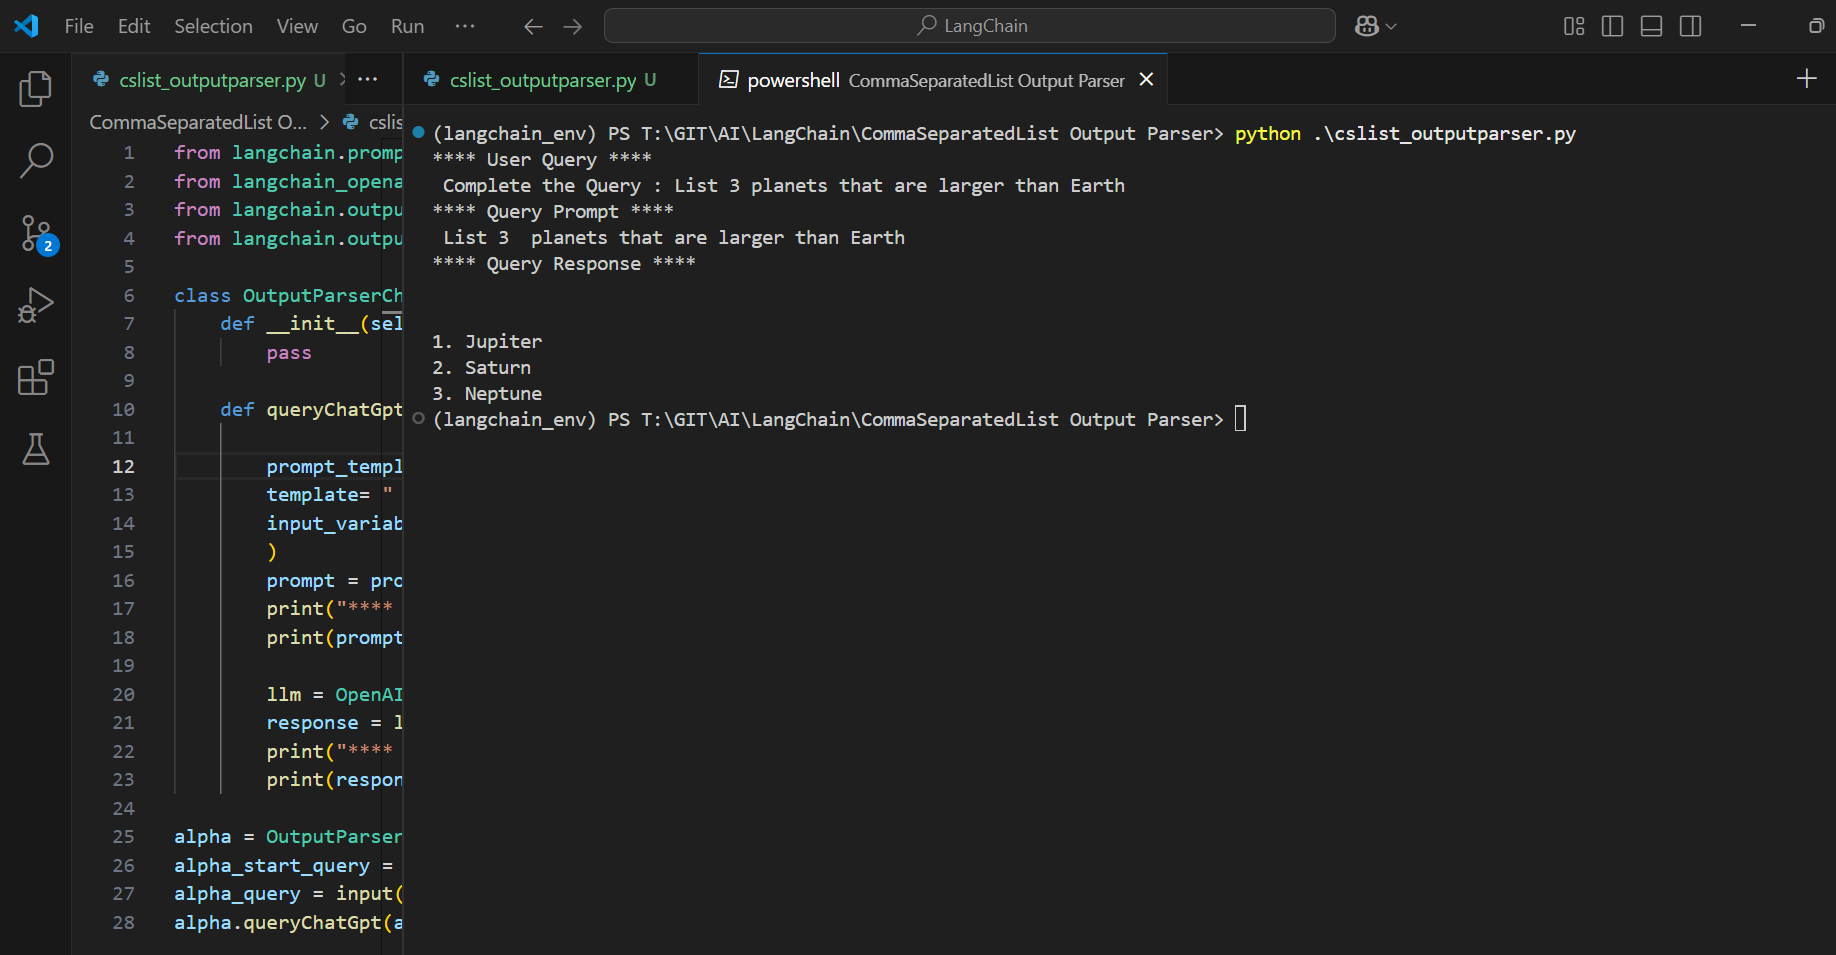 File Edit Selection View Go Run ···
LangChain
cslist_outputparser.py U ···
cslist_outputparser.py U
powershell CommaSeparatedList Output Parser
CommaSeparatedList O... > cslis
1 from langchain.promp
2 from langchain_opena
3 from langchain.outpu
4 from langchain.outpu
5
6 class OutputParserCh
7 def __init__(sel
8 pass
9
10 def queryChatGpt
11
12 prompt_templ
13 template= "
14 input_variab
15 )
16 prompt = pro
17 print("****
18 print(prompt
19
20 llm = OpenAI
21 response = l
22 print("****
23 print(respon
24
25 alpha = OutputParser
26 alpha_start_query =
27 alpha_query = input(
28 alpha.queryChatGpt(a
2
(langchain_env) PS T:\GIT\AI\LangChain\CommaSeparatedList Output Parser> python .\cslist_outputparser.py
**** User Query ****
Complete the Query : List 3 planets that are larger than Earth
**** Query Prompt ****
List 3  planets that are larger than Earth
**** Query Response ****
1. Jupiter
2. Saturn
3. Neptune
(langchain_env) PS T:\GIT\AI\LangChain\CommaSeparatedList Output Parser>